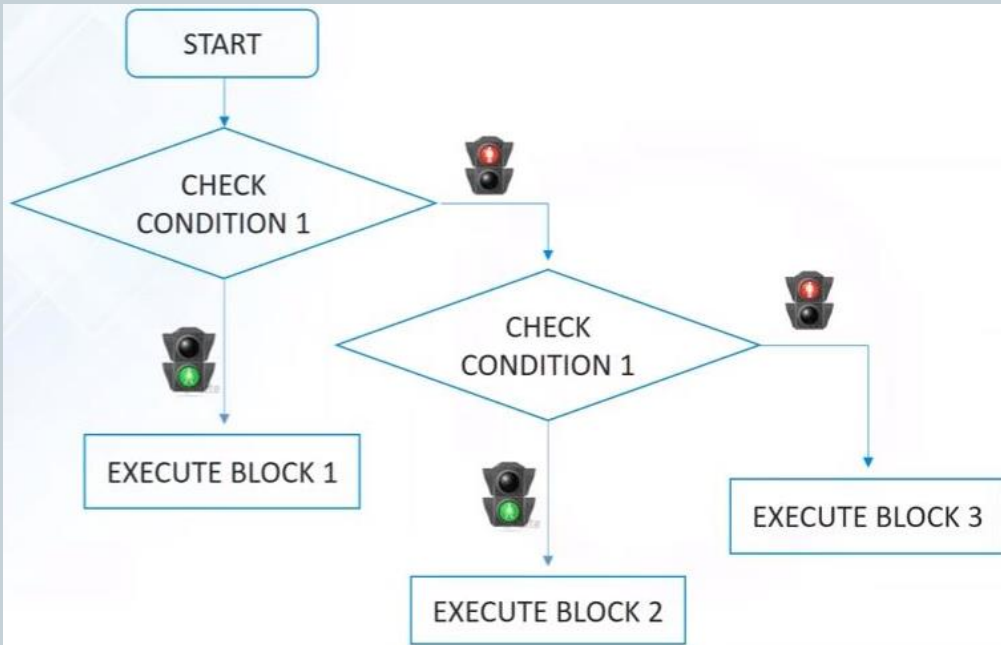 START
CHECK
CONDITION 1
CHECK
CONDITION 1
EXECUTE BLOCK 1
EXECUTE BLOCK 3
EXECUTE BLOCK 2